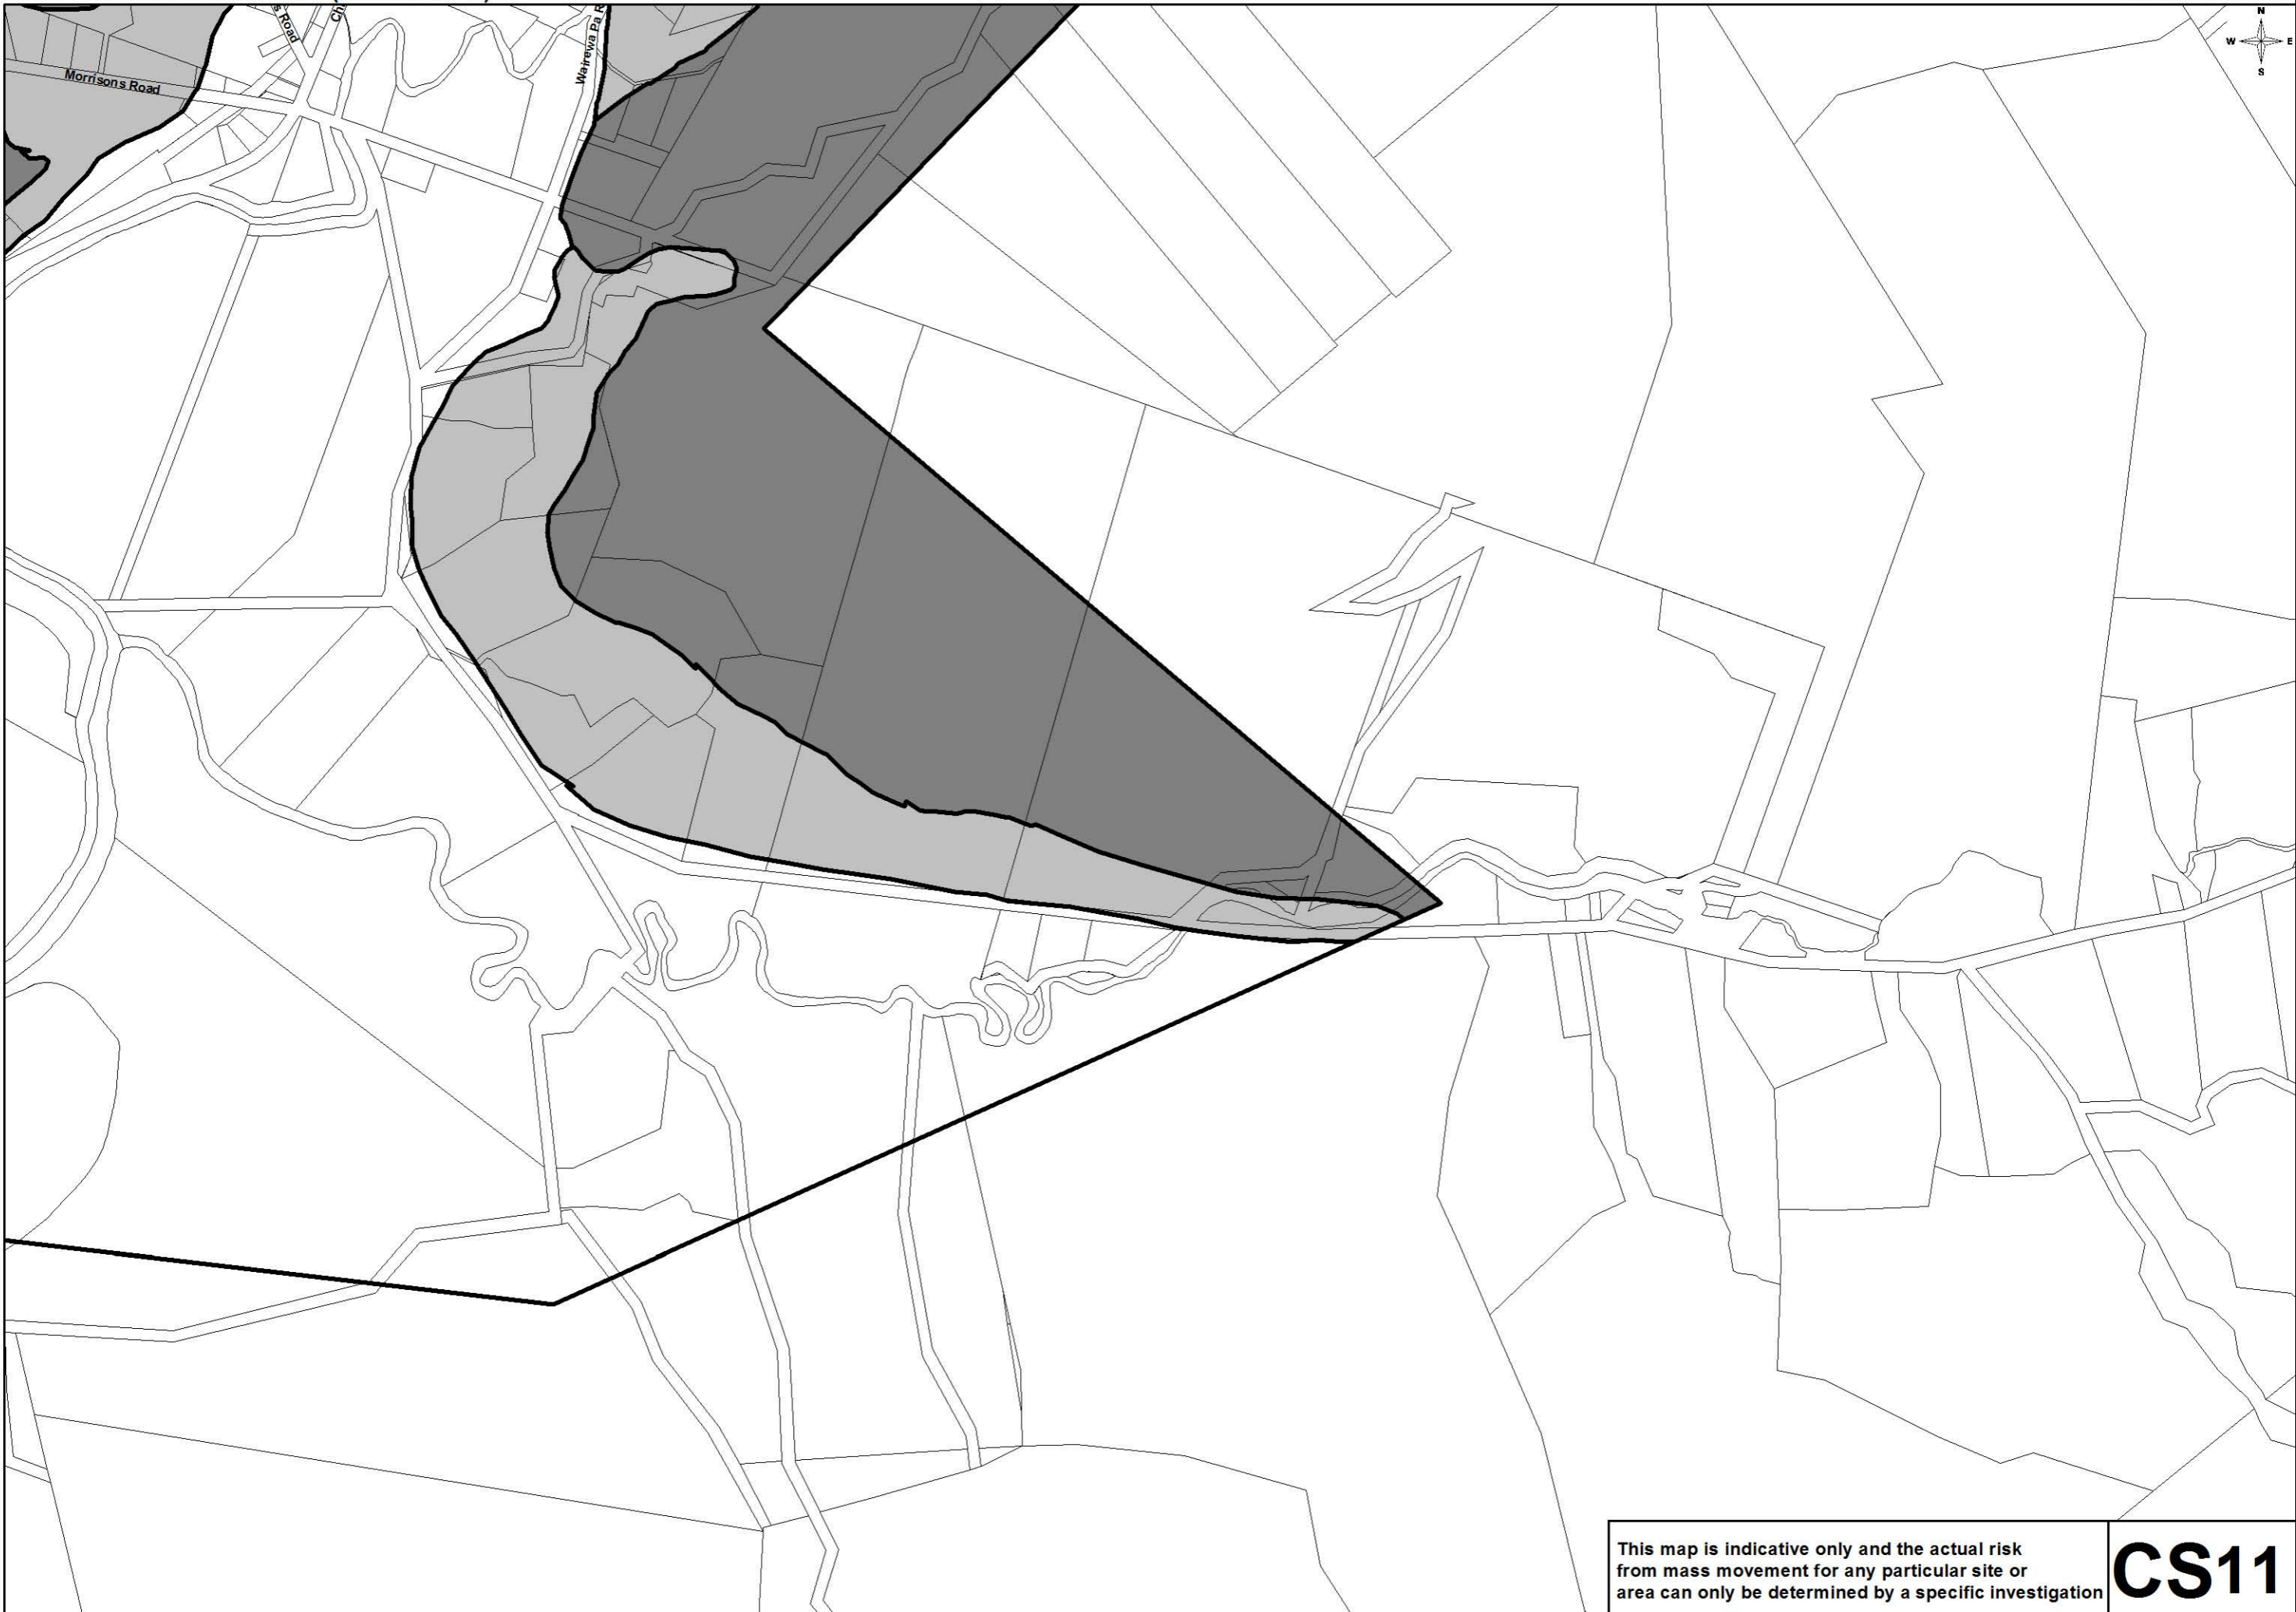 s Road
Ch
Wairewa Pa R
Morrisons Road
N
W E
S
This map is indicative only and the actual risk
from mass movement for any particular site or
area can only be determined by a specific investigation
CS11